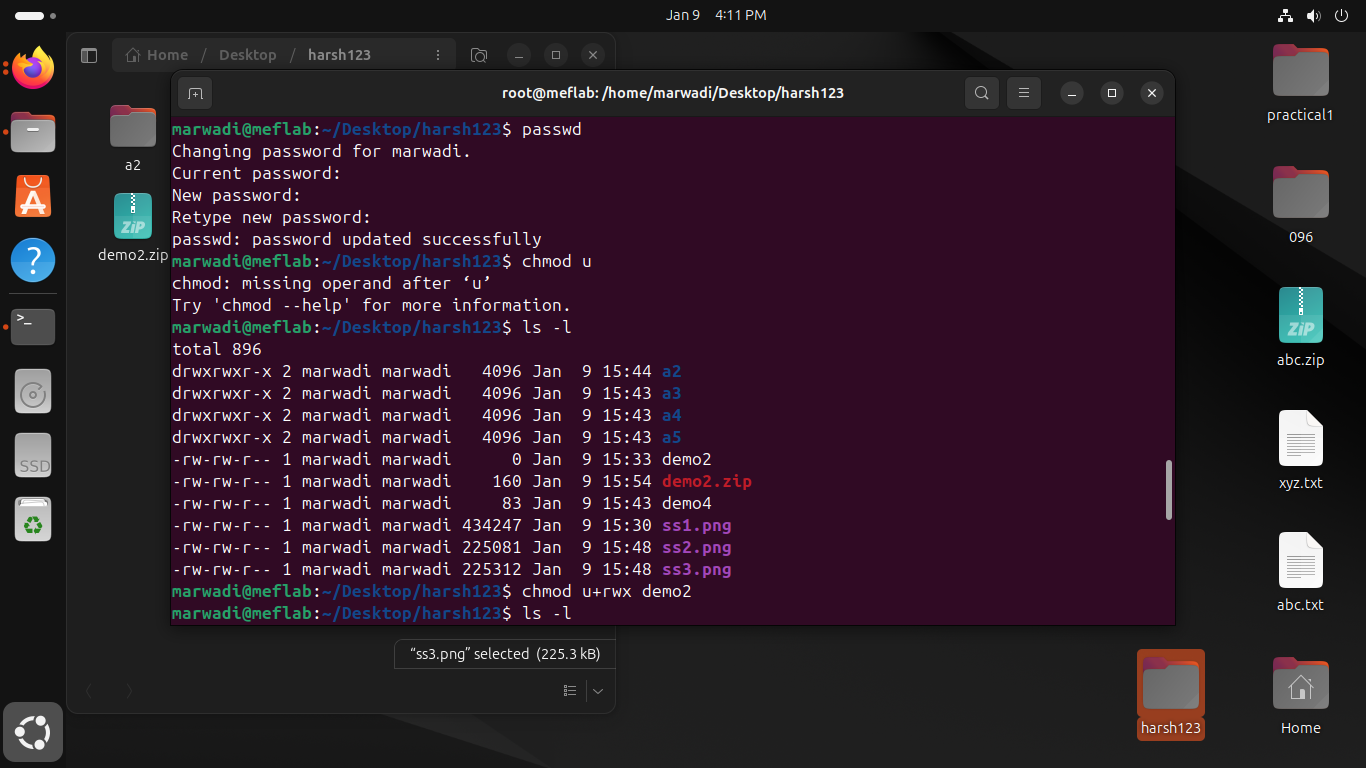 Jan 9 4:11 PM
Home / Desktop / harsh123
a2
ZiP
demo2.zip
root@meflab: /home/marwadi/Desktop/harsh123
marwadi@meflab:~/Desktop/harsh123$ passwd
Changing password for marwadi.
Current password:
New password:
Retype new password:
passwd: password updated successfully
marwadi@meflab:~/Desktop/harsh123$ chmod u
chmod: missing operand after ‘u’
Try 'chmod --help' for more information.
marwadi@meflab:~/Desktop/harsh123$ ls -l
total 896
drwxrwxr-x 2 marwadi marwadi   4096 Jan  9 15:44 a2
drwxrwxr-x 2 marwadi marwadi   4096 Jan  9 15:43 a3
drwxrwxr-x 2 marwadi marwadi   4096 Jan  9 15:43 a4
drwxrwxr-x 2 marwadi marwadi   4096 Jan  9 15:43 a5
-rw-rw-r-- 1 marwadi marwadi      0 Jan  9 15:33 demo2
-rw-rw-r-- 1 marwadi marwadi    160 Jan  9 15:54 demo2.zip
-rw-rw-r-- 1 marwadi marwadi     83 Jan  9 15:43 demo4
-rw-rw-r-- 1 marwadi marwadi 434247 Jan  9 15:30 ss1.png
-rw-rw-r-- 1 marwadi marwadi 225081 Jan  9 15:48 ss2.png
-rw-rw-r-- 1 marwadi marwadi 225312 Jan  9 15:48 ss3.png
marwadi@meflab:~/Desktop/harsh123$ chmod u+rwx demo2
marwadi@meflab:~/Desktop/harsh123$ ls -l
“ss3.png” selected (225.3 kB)
>_
?
SSD
practical1
096
ZiP
abc.zip
xyz.txt
abc.txt
harsh123
Home